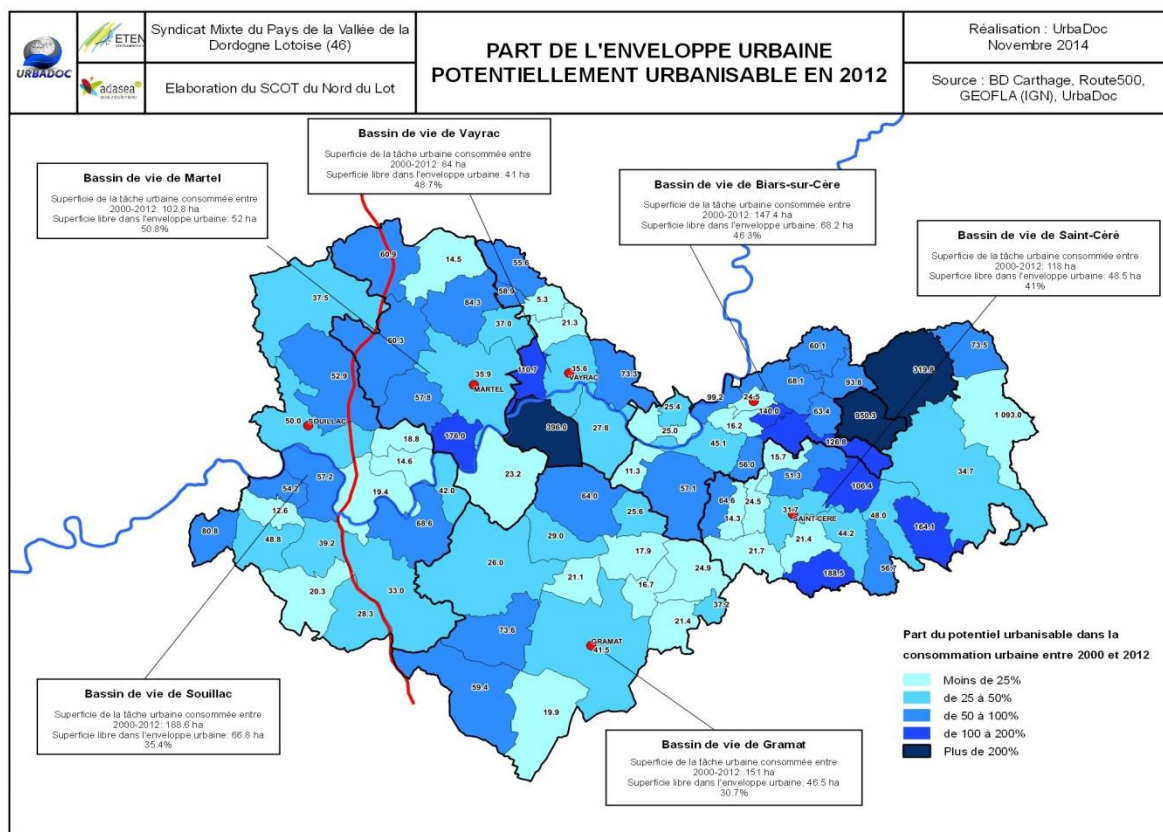 URBADOC
ETEN
adasea
Syndicat Mixte du Pays de la Vallée de la
Dordogne Lotoise (46)
Elaboration du SCOT du Nord du Lot
PART DE L'ENVELOPPE URBAINE
POTENTIELLEMENT URBANISABLE EN 2012
Réalisation : UrbaDoc
Novembre 2014
Source : BD Carthage, Route500,
GEOFLA (IGN), UrbaDoc
Bassin de vie de Vayrac
Superficie de la tâche urbaine consommée entre
2000-2012: 84 ha
Superficie libre dans l'enveloppe urbaine: 41 ha
48.7%
Bassin de vie de Martel
Superficie de la tâche urbaine consommée entre
2000-2012: 102.8 ha
Superficie libre dans l'enveloppe urbaine: 52 ha
50.8%
Bassin de vie de Biars-sur-Cère
Superficie de la tâche urbaine consommée entre
2000-2012: 147.4 ha
Superficie libre dans l'enveloppe urbaine: 68.2 ha
46.3%
Bassin de vie de Saint-Céré
Superficie de la tâche urbaine consommée entre
2000-2012: 118 ha
Superficie libre dans l'enveloppe urbaine: 48.5 ha
41%
60.9
14.5
55.6
58.9
37.5
84.3
5.3
37.0
21.3
60.3
52.9
35.9
MARTEL
110.7
35.6
VAYRAC
73.3
57.8
50.0
SOUILLAC
176.0
396.0
27.8
25.4
25.0
99.2
24.5
140.0
16.2
45.1
68.1
60.1
93.8
63.4
319.5
73.5
950.3
1 093.0
126.8
18.8
14.6
23.2
11.3
56.0
15.7
51.3
106.4
34.7
57.2
54.2
19.4
42.0
64.0
57.1
64.6
24.5
14.3
31.7
SAINT-CERE
48.0
12.6
68.6
25.6
21.4
44.2
164.1
80.8
48.8
39.2
29.0
17.9
21.7
188.5
56.7
26.0
24.9
21.1
16.7
20.3
33.0
28.3
37.2
21.4
73.6
GRAMAT
41.5
59.4
19.9
Bassin de vie de Souillac
Superficie de la tâche urbaine consommée entre
2000-2012: 188.6 ha
Superficie libre dans l'enveloppe urbaine: 66.8 ha
35.4%
Bassin de vie de Gramat
Superficie de la tâche urbaine consommée entre
2000-2012: 151 ha
Superficie libre dans l'enveloppe urbaine: 46.5 ha
30.7%
Part du potentiel urbanisable dans la
consommation urbaine entre 2000 et 2012
Moins de 25%
de 25 à 50%
de 50 à 100%
de 100 à 200%
Plus de 200%